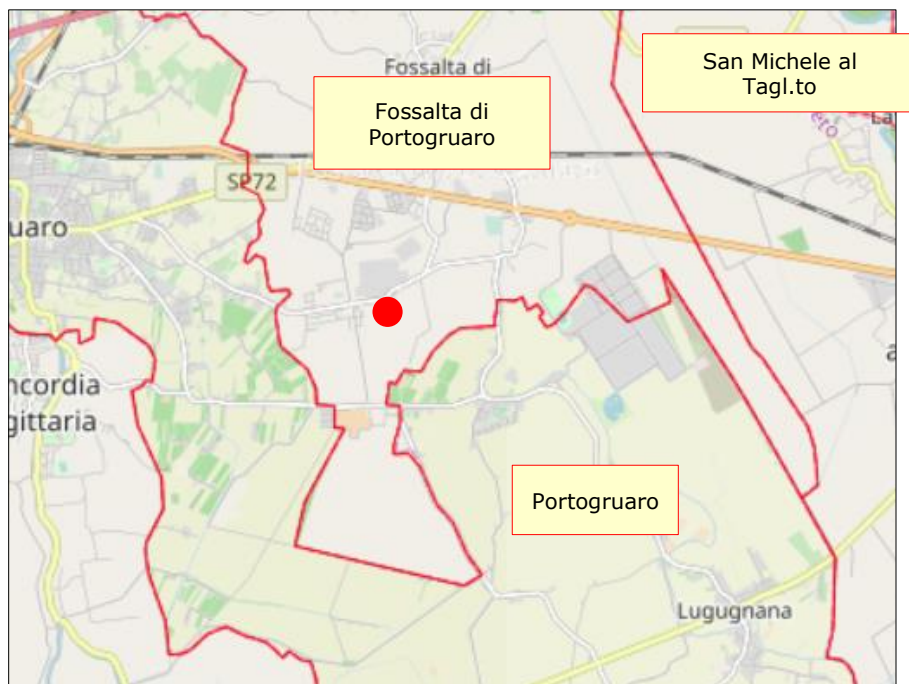 San Michele al
Tagl.to
Fossalta di
Fossalta di
Portogruaro
SP72
uaro
ncordia
gittaria
Portogruaro
Lugugnana